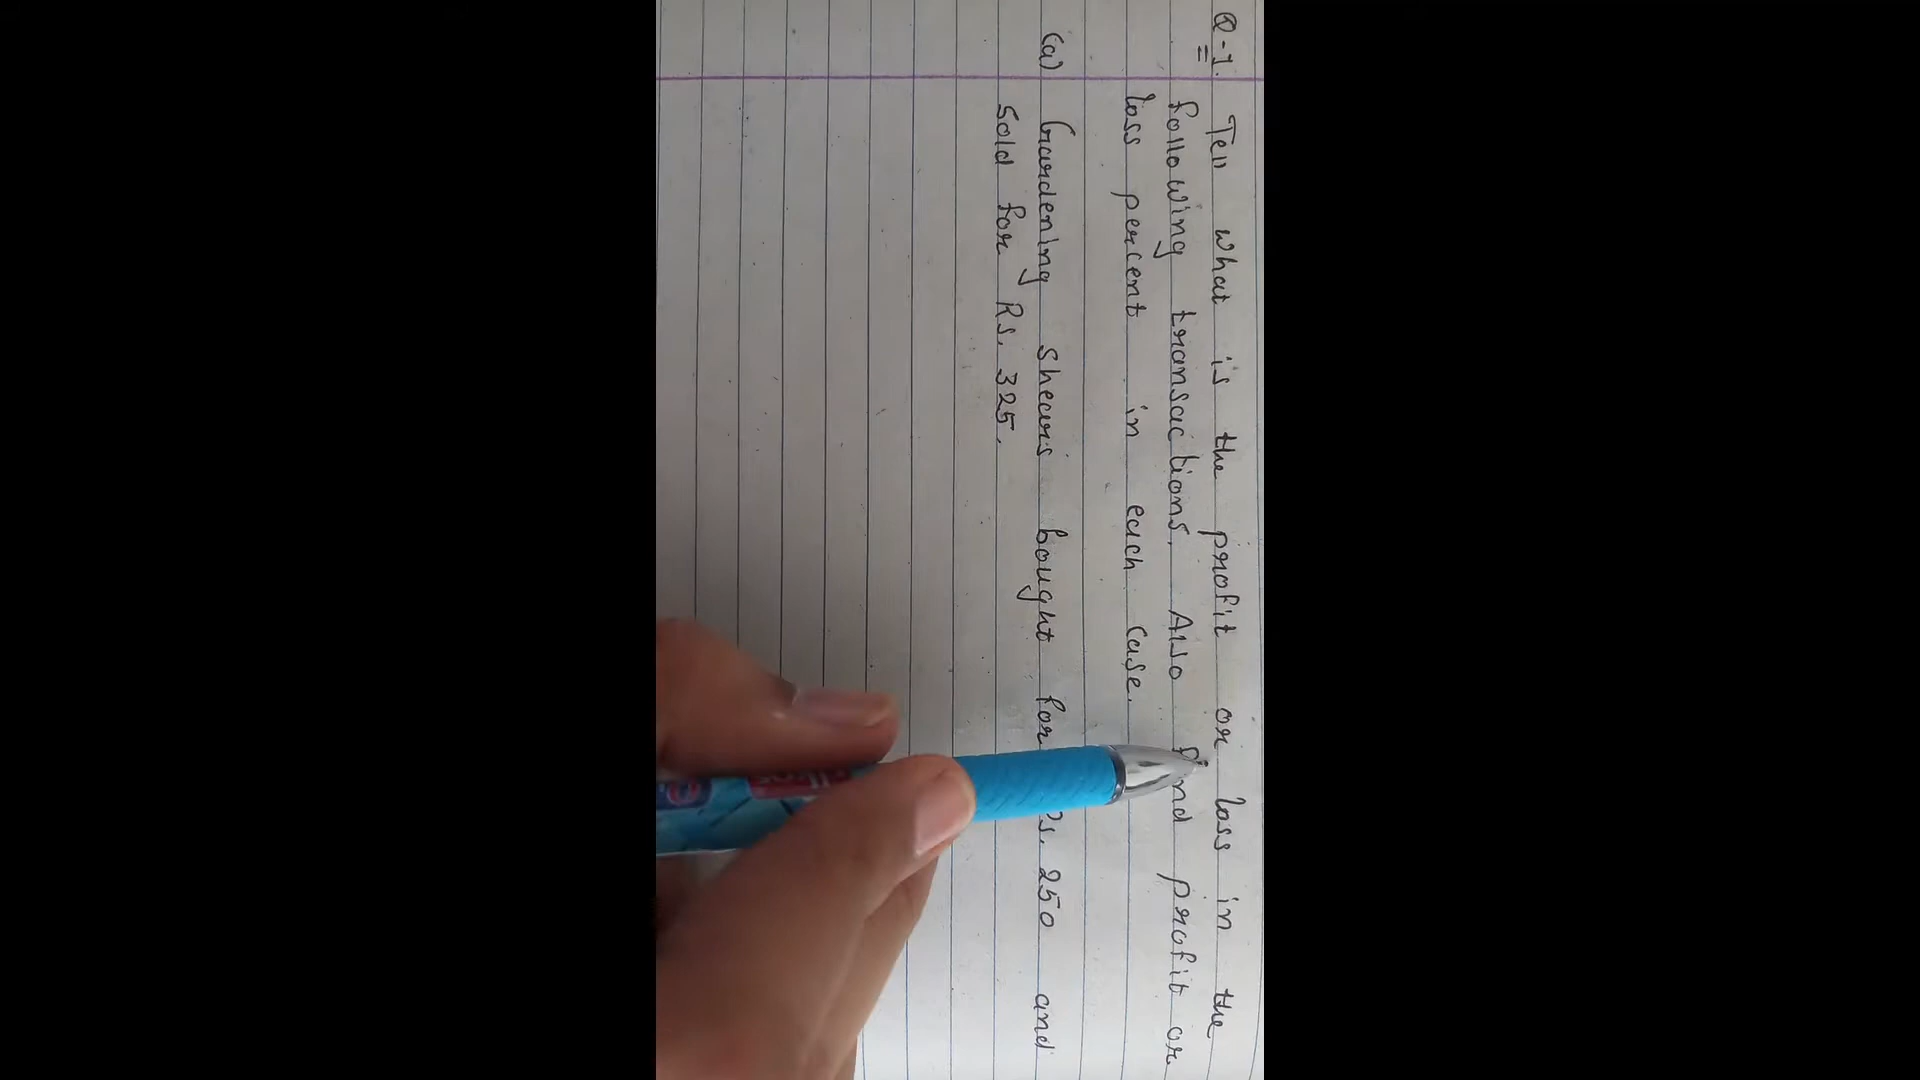 Q-1. Tell what is the profit or loss in the
following transactions. Also find profit or
loss percent in each case.
(a) Gardening shears bought for Rs. 250 and
Sold for Rs. 325.